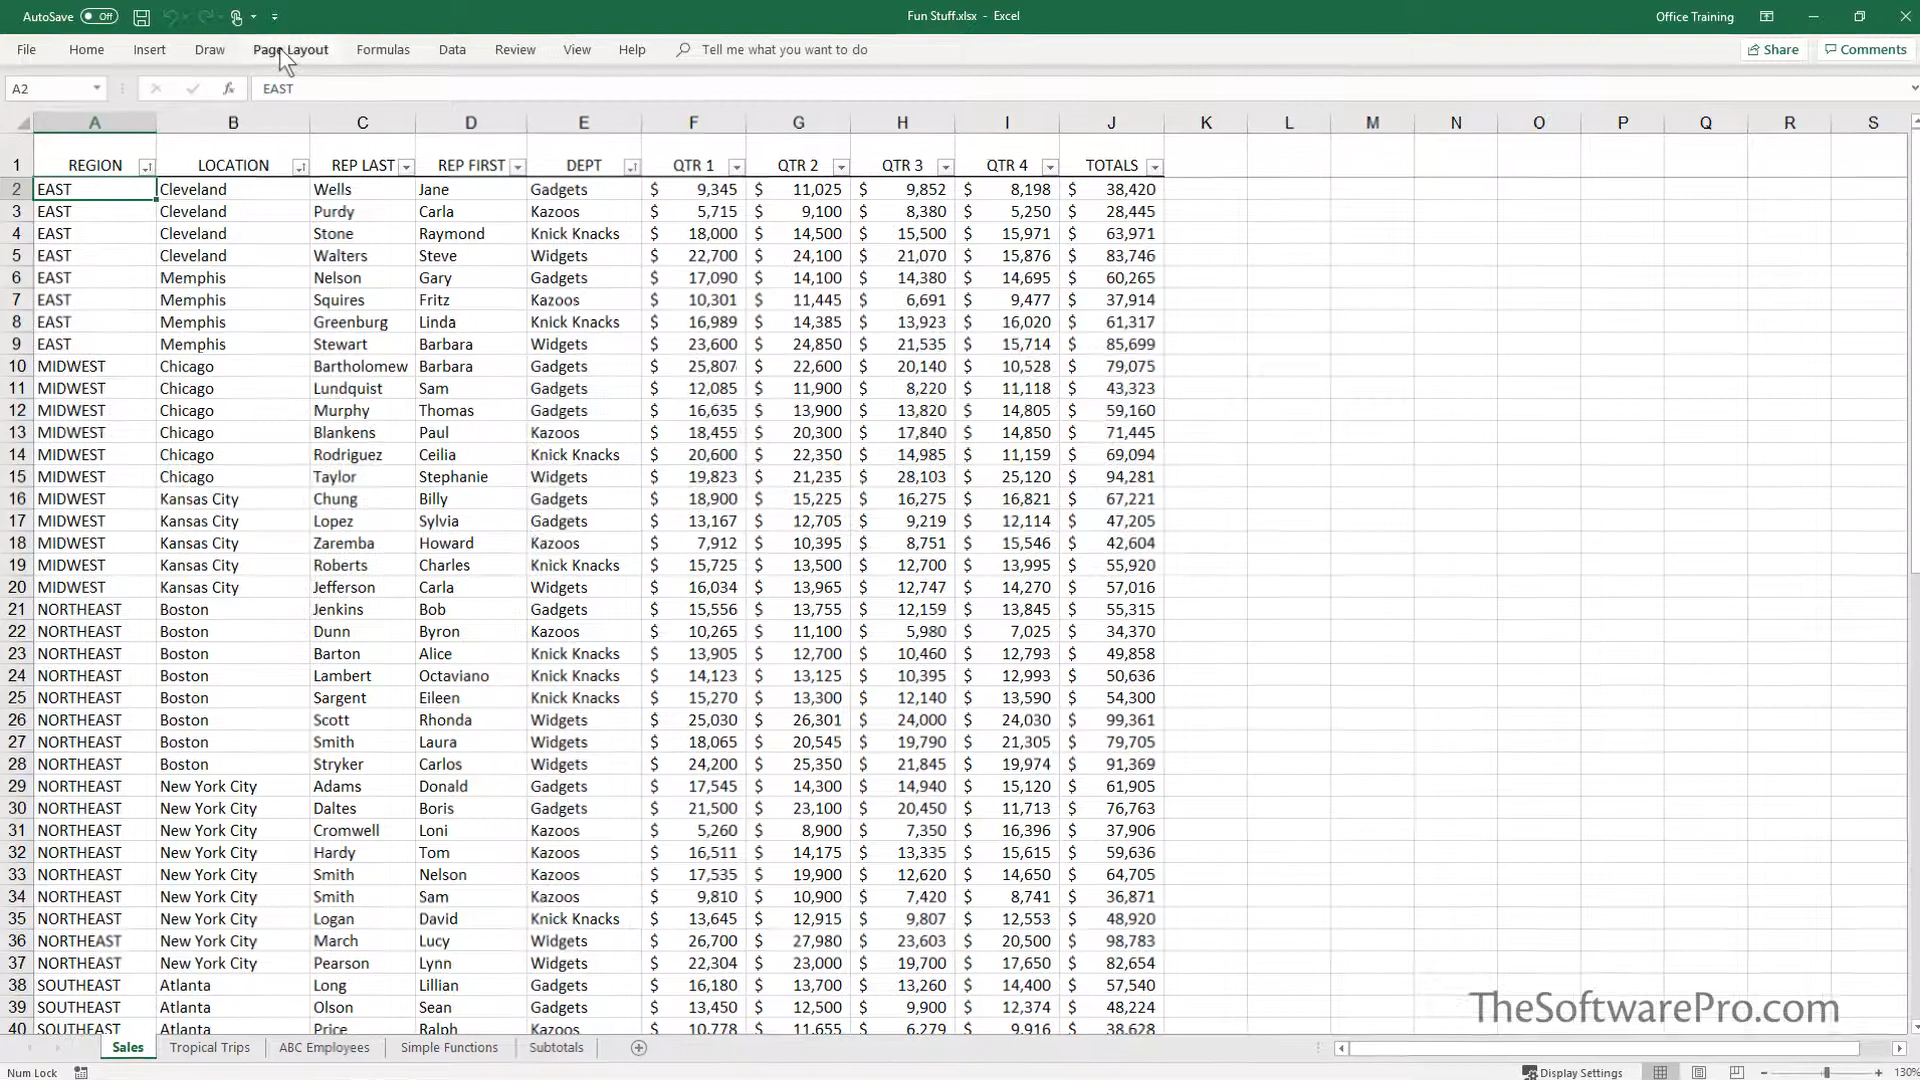 AutoSave Off Fun Stuff.xlsx - Excel Office Training
File Home Insert Draw Page Layout Formulas Data Review View Help Tell me what you want to do Share Comments
A2 fx EAST
A B C D E F G H I J K L M N O P Q R S
1 REGION LOCATION REP LAST REP FIRST DEPT QTR 1 QTR 2 QTR 3 QTR 4 TOTALS
2 EAST Cleveland Wells Jane Gadgets $ 9,345 $ 11,025 $ 9,852 $ 8,198 $ 38,420
3 EAST Cleveland Purdy Carla Kazoos $ 5,715 $ 9,100 $ 8,380 $ 5,250 $ 28,445
4 EAST Cleveland Stone Raymond Knick Knacks $ 18,000 $ 14,500 $ 15,500 $ 15,971 $ 63,971
5 EAST Cleveland Walters Steve Widgets $ 22,700 $ 24,100 $ 21,070 $ 15,876 $ 83,746
6 EAST Memphis Nelson Gary Gadgets $ 17,090 $ 14,100 $ 14,380 $ 14,695 $ 60,265
7 EAST Memphis Squires Fritz Kazoos $ 10,301 $ 11,445 $ 6,691 $ 9,477 $ 37,914
8 EAST Memphis Greenburg Linda Knick Knacks $ 16,989 $ 14,385 $ 13,923 $ 16,020 $ 61,317
9 EAST Memphis Stewart Barbara Widgets $ 23,600 $ 24,850 $ 21,535 $ 15,714 $ 85,699
10 MIDWEST Chicago Bartholomew Barbara Gadgets $ 25,807 $ 22,600 $ 20,140 $ 10,528 $ 79,075
11 MIDWEST Chicago Lundquist Sam Gadgets $ 12,085 $ 11,900 $ 8,220 $ 11,118 $ 43,323
12 MIDWEST Chicago Murphy Thomas Gadgets $ 16,635 $ 13,900 $ 13,820 $ 14,805 $ 59,160
13 MIDWEST Chicago Blankens Paul Kazoos $ 18,455 $ 20,300 $ 17,840 $ 14,850 $ 71,445
14 MIDWEST Chicago Rodriguez Ceilia Knick Knacks $ 20,600 $ 22,350 $ 14,985 $ 11,159 $ 69,094
15 MIDWEST Chicago Taylor Stephanie Widgets $ 19,823 $ 21,235 $ 28,103 $ 25,120 $ 94,281
16 MIDWEST Kansas City Chung Billy Gadgets $ 18,900 $ 15,225 $ 16,275 $ 16,821 $ 67,221
17 MIDWEST Kansas City Lopez Sylvia Gadgets $ 13,167 $ 12,705 $ 9,219 $ 12,114 $ 47,205
18 MIDWEST Kansas City Zaremba Howard Kazoos $ 7,912 $ 10,395 $ 8,751 $ 15,546 $ 42,604
19 MIDWEST Kansas City Roberts Charles Knick Knacks $ 15,725 $ 13,500 $ 12,700 $ 13,995 $ 55,920
20 MIDWEST Kansas City Jefferson Carla Widgets $ 16,034 $ 13,965 $ 12,747 $ 14,270 $ 57,016
21 NORTHEAST Boston Jenkins Bob Gadgets $ 15,556 $ 13,755 $ 12,159 $ 13,845 $ 55,315
22 NORTHEAST Boston Dunn Byron Kazoos $ 10,265 $ 11,100 $ 5,980 $ 7,025 $ 34,370
23 NORTHEAST Boston Barton Alice Knick Knacks $ 13,905 $ 12,700 $ 10,460 $ 12,793 $ 49,858
24 NORTHEAST Boston Lambert Octaviano Knick Knacks $ 14,123 $ 13,125 $ 10,395 $ 12,993 $ 50,636
25 NORTHEAST Boston Sargent Eileen Knick Knacks $ 15,270 $ 13,300 $ 12,140 $ 13,590 $ 54,300
26 NORTHEAST Boston Scott Rhonda Widgets $ 25,030 $ 26,301 $ 24,000 $ 24,030 $ 99,361
27 NORTHEAST Boston Smith Laura Widgets $ 18,065 $ 20,545 $ 19,790 $ 21,305 $ 79,705
28 NORTHEAST Boston Stryker Carlos Widgets $ 24,200 $ 25,350 $ 21,845 $ 19,974 $ 91,369
29 NORTHEAST New York City Adams Donald Gadgets $ 17,545 $ 14,300 $ 14,940 $ 15,120 $ 61,905
30 NORTHEAST New York City Daltes Boris Gadgets $ 21,500 $ 23,100 $ 20,450 $ 11,713 $ 76,763
31 NORTHEAST New York City Cromwell Loni Kazoos $ 5,260 $ 8,900 $ 7,350 $ 16,396 $ 37,906
32 NORTHEAST New York City Hardy Tom Kazoos $ 16,511 $ 14,175 $ 13,335 $ 15,615 $ 59,636
33 NORTHEAST New York City Smith Nelson Kazoos $ 17,535 $ 19,900 $ 12,620 $ 14,650 $ 64,705
34 NORTHEAST New York City Smith Sam Kazoos $ 9,810 $ 10,900 $ 7,420 $ 8,741 $ 36,871
35 NORTHEAST New York City Logan David Knick Knacks $ 13,645 $ 12,915 $ 9,807 $ 12,553 $ 48,920
36 NORTHEAST New York City March Lucy Widgets $ 26,700 $ 27,980 $ 23,603 $ 20,500 $ 98,783
37 NORTHEAST New York City Pearson Lynn Widgets $ 22,304 $ 23,000 $ 19,700 $ 17,650 $ 82,654
38 SOUTHEAST Atlanta Long Lillian Gadgets $ 16,180 $ 13,700 $ 13,260 $ 14,400 $ 57,540
39 SOUTHEAST Atlanta Olson Sean Gadgets $ 13,450 $ 12,500 $ 9,900 $ 12,374 $ 48,224
40 SOUTHEAST Atlanta Price Ralph Kazoos $ 10,778 $ 11,655 $ 6,279 $ 9,916 $ 38,628
TheSoftwarePro.com
Sales Tropical Trips ABC Employees Simple Functions Subtotals
Num Lock Display Settings 130%